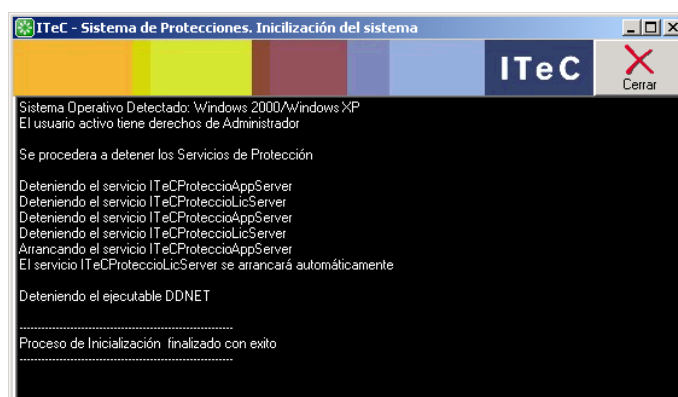 ITeC - Sistema de Protecciones. Inicilización del sistema
ITeC
Cerrar
Sistema Operativo Detectado: Windows 2000/Windows XP
El usuario activo tiene derechos de Administrador
Se procedera a detener los Servicios de Protección
Deteniendo el servicio ITeCProteccioAppServer
Deteniendo el servicio ITeCProteccioLicServer
Deteniendo el servicio ITeCProteccioAppServer
Deteniendo el servicio ITeCProteccioLicServer
Arrancando el servicio ITeCProteccioAppServer
El servicio ITeCProteccioLicServer se arrancará automáticamente
Deteniendo el ejecutable DDNET
------------------------------------------------------------
Proceso de Inicialización  finalizado con exito
------------------------------------------------------------